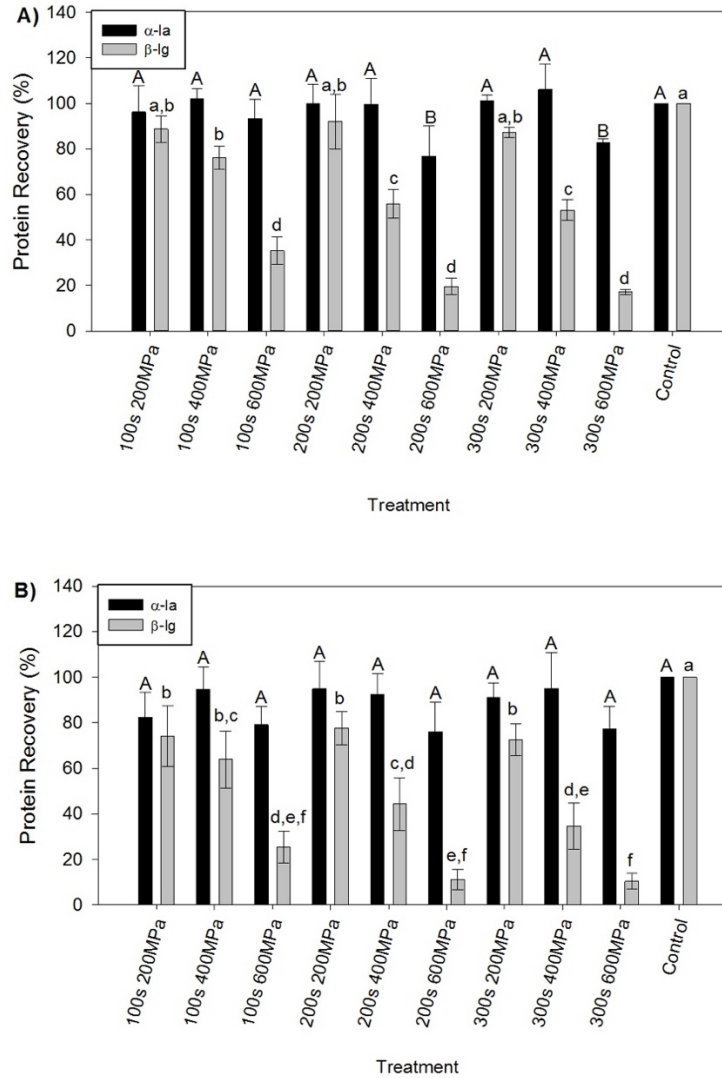 A)
α-la
β-lg
Protein Recovery (%)
140
120
100
80
60
40
20
0
A a,b A b A d A a,b A c B d A a,b A c B d A a
100s 200MPa
100s 400MPa
100s 600MPa
200s 200MPa
200s 400MPa
200s 600MPa
300s 200MPa
300s 400MPa
300s 600MPa
Control
Treatment
B)
α-la
β-lg
Protein Recovery (%)
140
120
100
80
60
40
20
0
A b A b,c A d,e,f A b A c,d A e,f A b A d,e A f A a
100s 200MPa
100s 400MPa
100s 600MPa
200s 200MPa
200s 400MPa
200s 600MPa
300s 200MPa
300s 400MPa
300s 600MPa
Control
Treatment